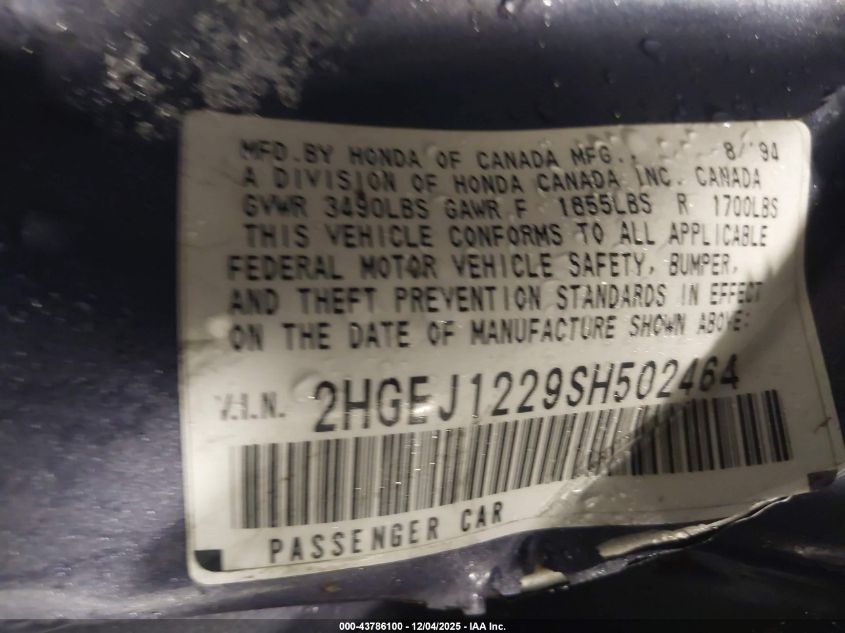 MFD. BY HONDA OF CANADA MFG., 8/'94
A DIVISION OF HONDA CANADA INC. CANADA
GVWR 3490LBS GAWR F 1855LBS R 1700LBS
THIS VEHICLE CONFORMS TO ALL APPLICABLE
FEDERAL MOTOR VEHICLE SAFETY, BUMPER,
AND THEFT PREVENTION STANDARDS IN EFFECT
ON THE DATE OF MANUFACTURE SHOWN ABOVE:
V.I.N. 2HGEJ1229SH502464
PASSENGER CAR
000-43786100 - 12/04/2025 - IAA Inc.